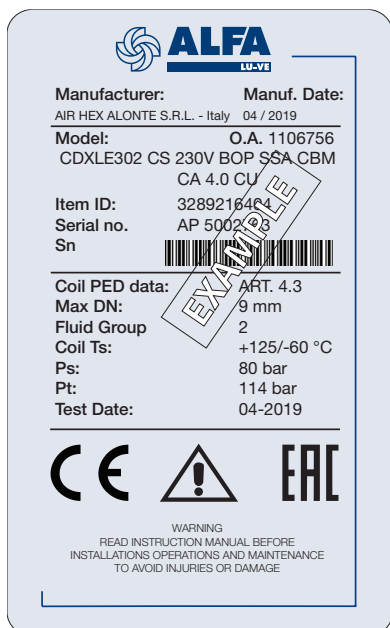 ALFA
LU-VE
Manufacturer: Manuf. Date:
AIR HEX ALONTE S.R.L. - Italy 04 / 2019
Model: O.A. 1106756
CDXLE302 CS 230V BOP SSA CBM
CA 4.0 CU
Item ID: 3289216464
Serial no. AP
Sn
EXAMPLE
Coil PED data: ART. 4.3
Max DN: 9 mm
Fluid Group 2
Coil Ts: +125/-60 °C
Ps: 80 bar
Pt: 114 bar
Test Date: 04-2019
CE
EAC
WARNING
READ INSTRUCTION MANUAL BEFORE
INSTALLATIONS OPERATIONS AND MAINTENANCE
TO AVOID INJURIES OR DAMAGE